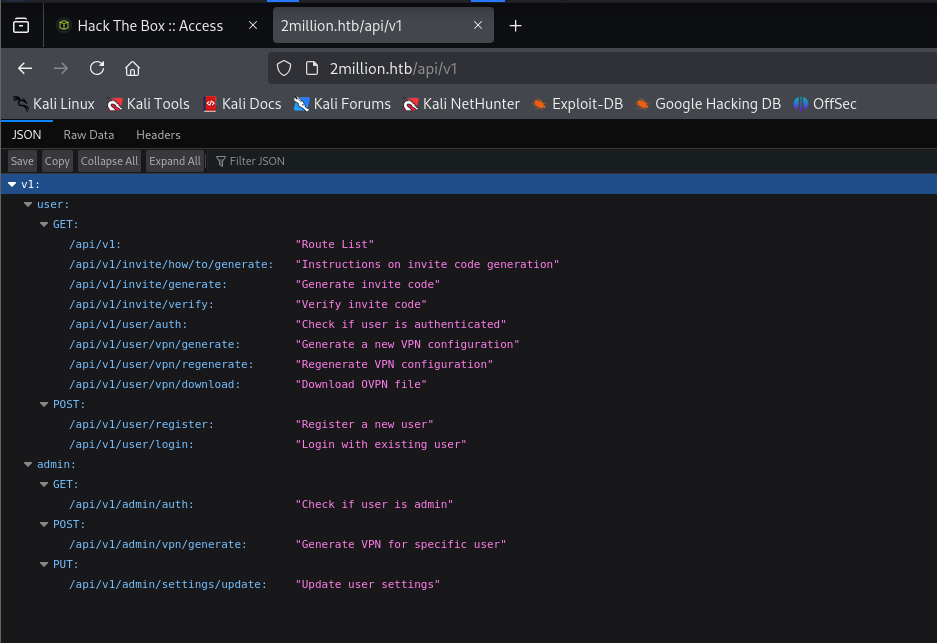 Hack The Box :: Access
2million.htb/api/v1
2million.htb/api/v1
Kali Linux Kali Tools Kali Docs Kali Forums Kali NetHunter Exploit-DB Google Hacking DB OffSec
JSON Raw Data Headers
Save Copy Collapse All Expand All Filter JSON
v1:
user:
GET:
/api/v1: "Route List"
/api/v1/invite/how/to/generate: "Instructions on invite code generation"
/api/v1/invite/generate: "Generate invite code"
/api/v1/invite/verify: "Verify invite code"
/api/v1/user/auth: "Check if user is authenticated"
/api/v1/user/vpn/generate: "Generate a new VPN configuration"
/api/v1/user/vpn/regenerate: "Regenerate VPN configuration"
/api/v1/user/vpn/download: "Download OVPN file"
POST:
/api/v1/user/register: "Register a new user"
/api/v1/user/login: "Login with existing user"
admin:
GET:
/api/v1/admin/auth: "Check if user is admin"
POST:
/api/v1/admin/vpn/generate: "Generate VPN for specific user"
PUT:
/api/v1/admin/settings/update: "Update user settings"